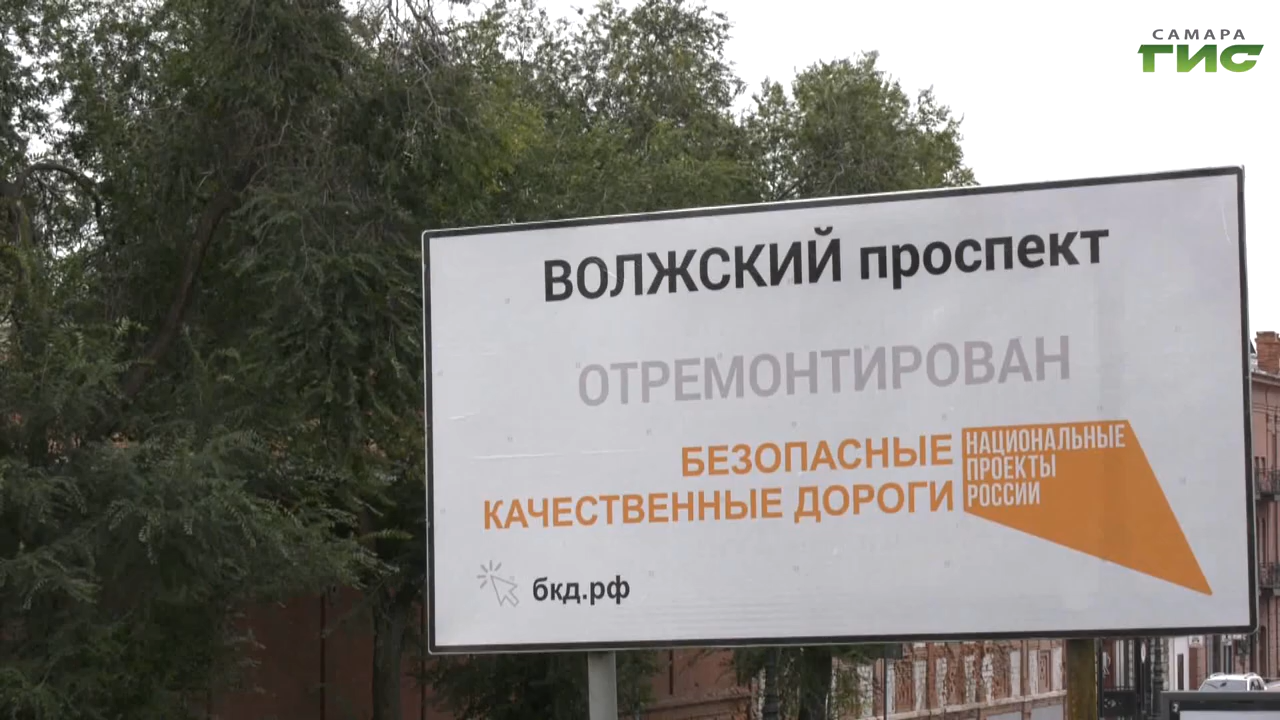 САМАРА
ГИС
ВОЛЖСКИЙ проспект
ОТРЕМОНТИРОВАН
БЕЗОПАСНЫЕ
КАЧЕСТВЕННЫЕ ДОРОГИ
НАЦИОНАЛЬНЫЕ
ПРОЕКТЫ
РОССИИ
бкд.рф